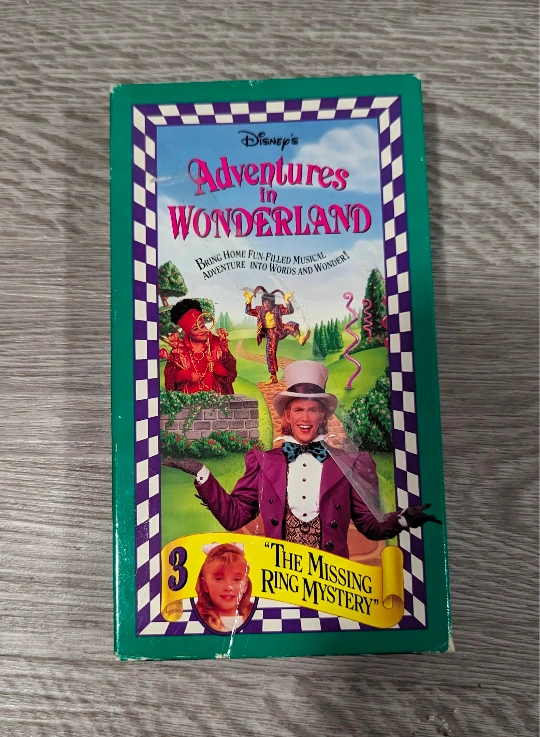 Disney's
Adventures
in
WONDERLAND
BRING HOME FUN-FILLED MUSICAL
ADVENTURE INTO WORDS AND WONDER!
3
"THE MISSING
RING MYSTERY"